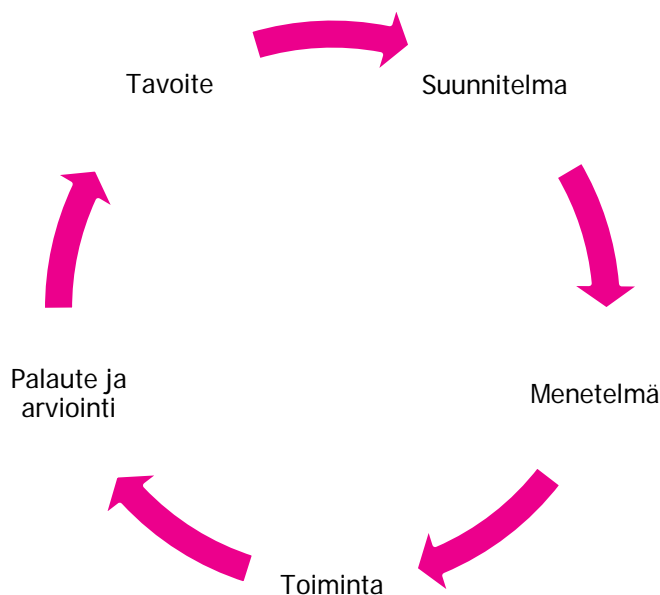 Tavoite
Suunnitelma
Menetelmä
Toiminta
Palaute ja
arviointi